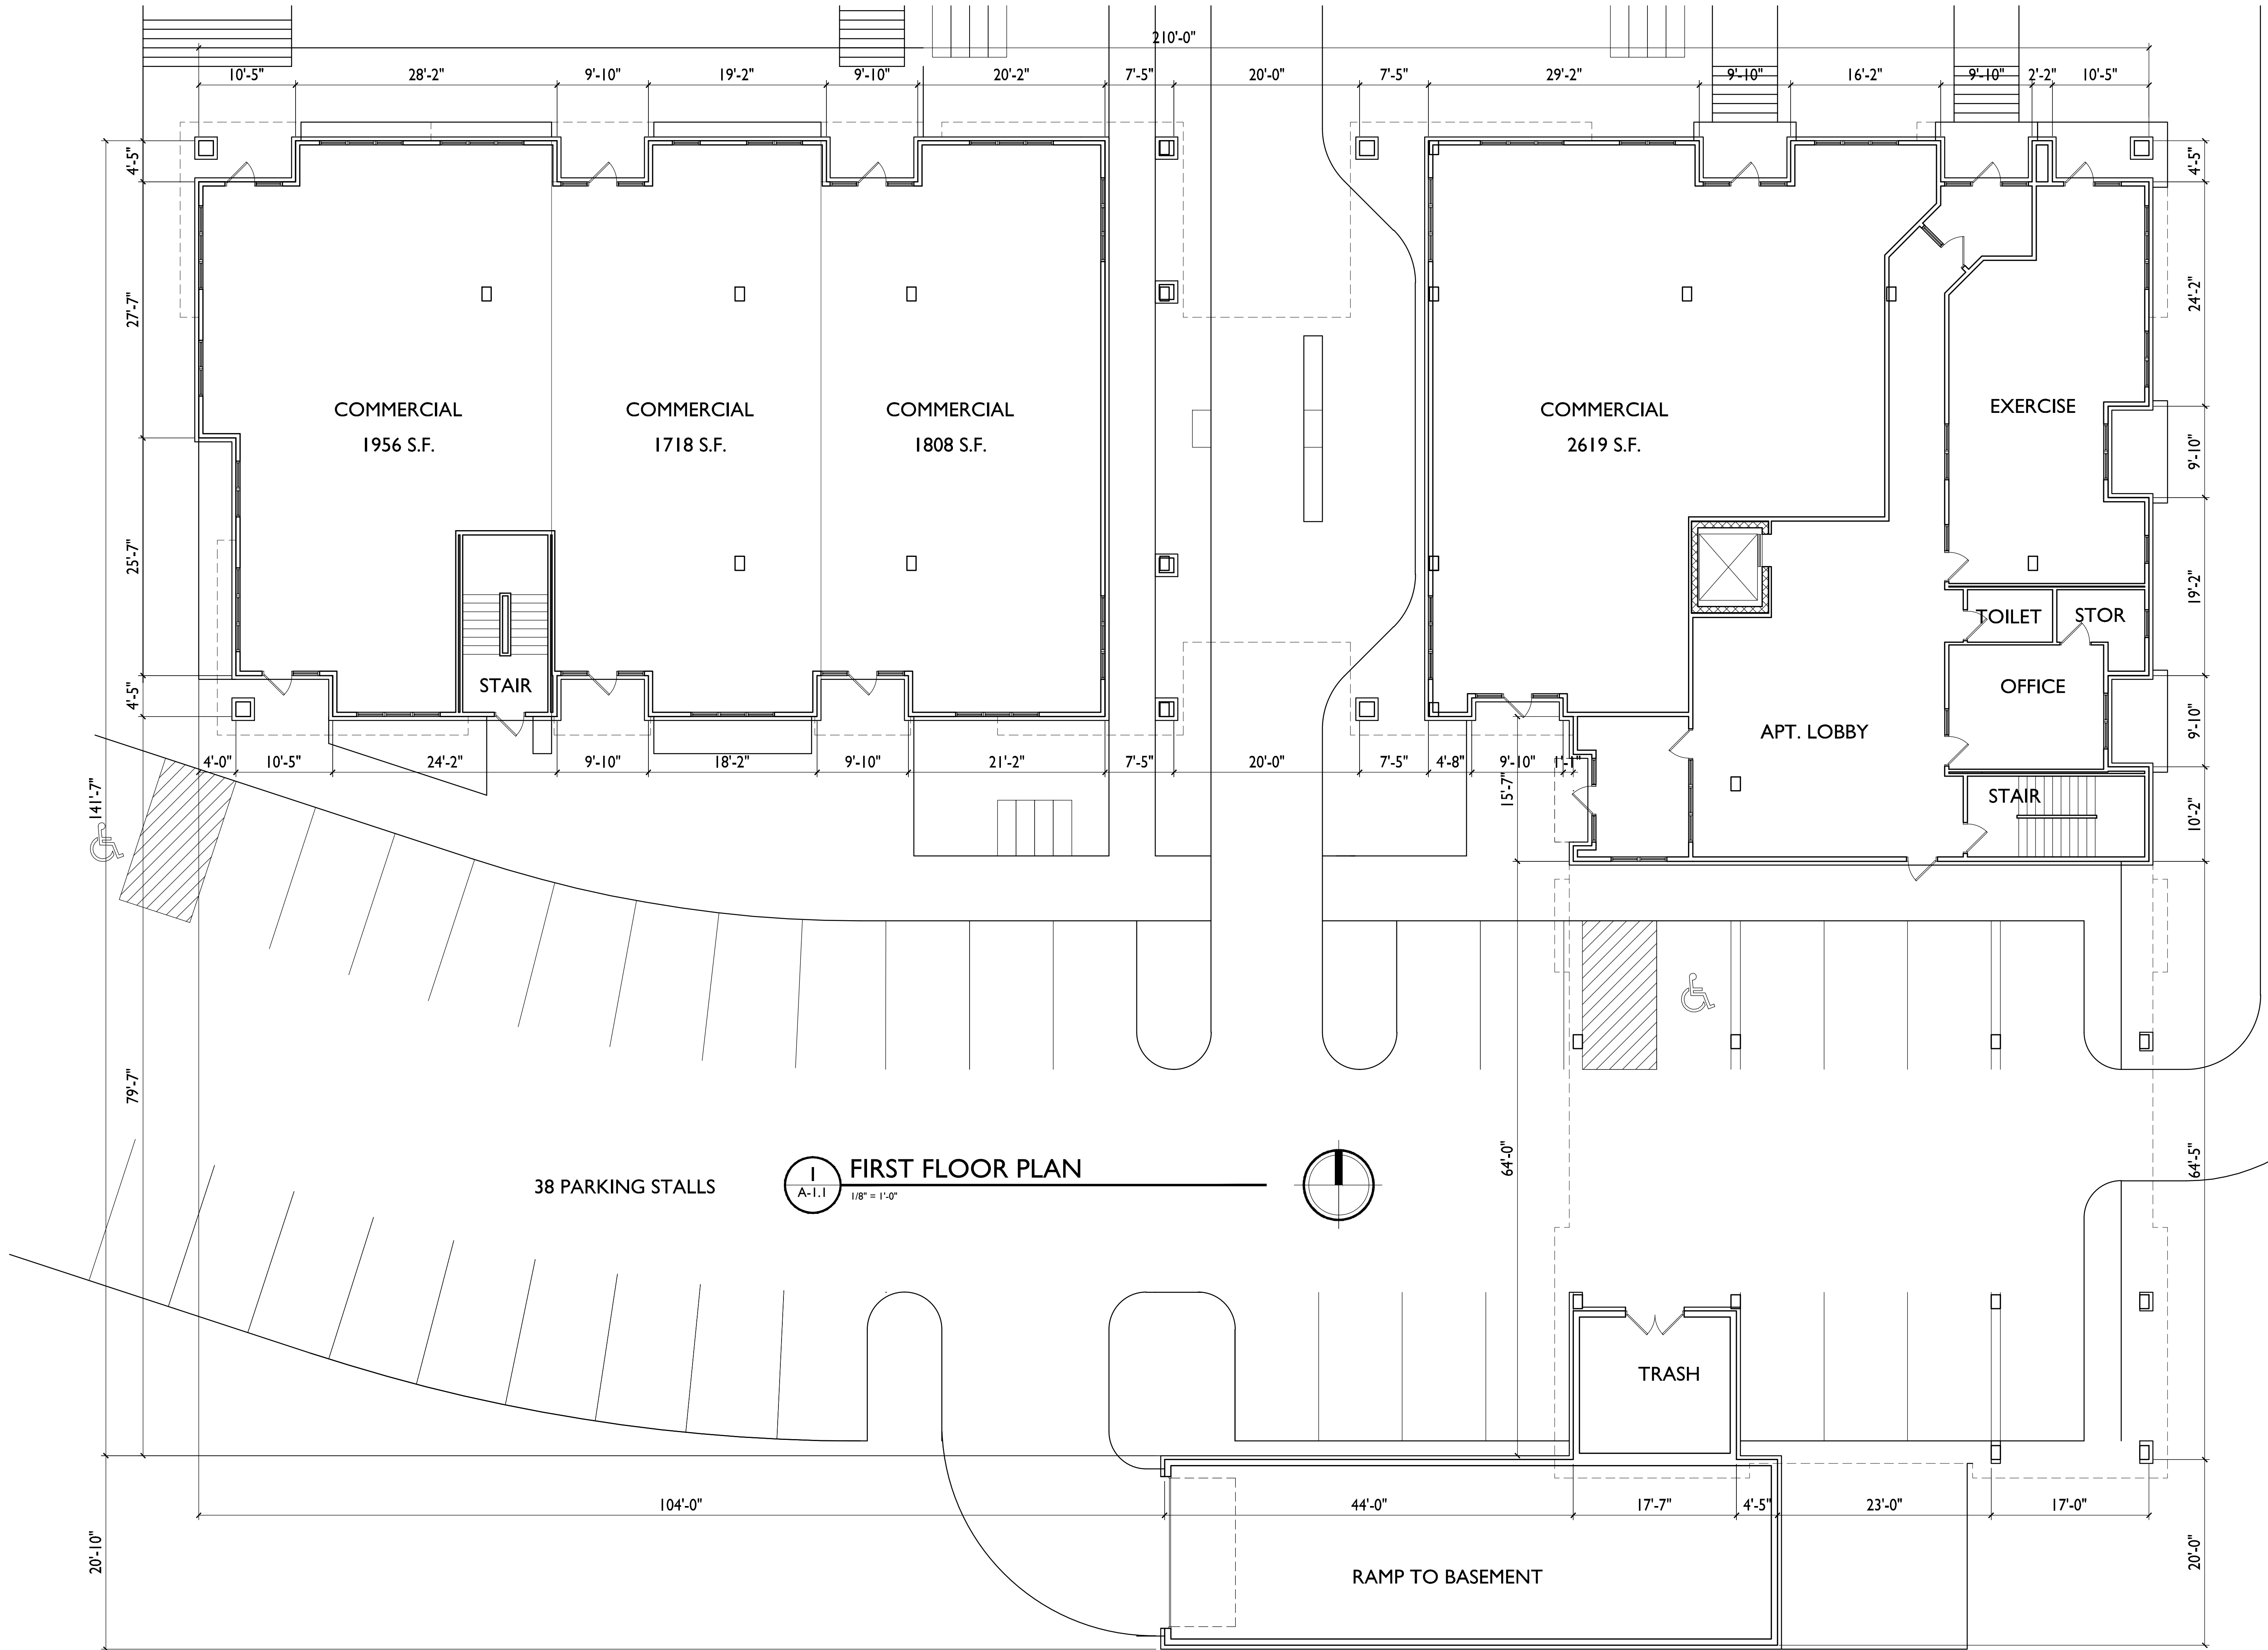 210'-0"
10'-5"
28'-2"
9'-10"
19'-2"
9'-10"
20'-2"
7'-5"
20'-0"
7'-5"
29'-2"
9'-10"
16'-2"
9'-10"
2'-2"
10'-5"
4'-5"
27'-7"
25'-7"
4'-5"
141'-7"
79'-7"
20'-10"
4'-5"
24'-2"
9'-10"
19'-2"
9'-10"
10'-2"
64'-5"
20'-0"
COMMERCIAL
1956 S.F.
COMMERCIAL
1718 S.F.
COMMERCIAL
1808 S.F.
COMMERCIAL
2619 S.F.
EXERCISE
TOILET
STOR
STAIR
OFFICE
APT. LOBBY
STAIR
4'-0"
10'-5"
24'-2"
9'-10"
18'-2"
9'-10"
21'-2"
7'-5"
20'-0"
7'-5"
4'-8"
9'-10"
1'-1"
15'-7"
64'-0"
38 PARKING STALLS
1
A-1.1
FIRST FLOOR PLAN
1/8" = 1'-0"
TRASH
104'-0"
44'-0"
17'-7"
4'-5"
23'-0"
17'-0"
RAMP TO BASEMENT